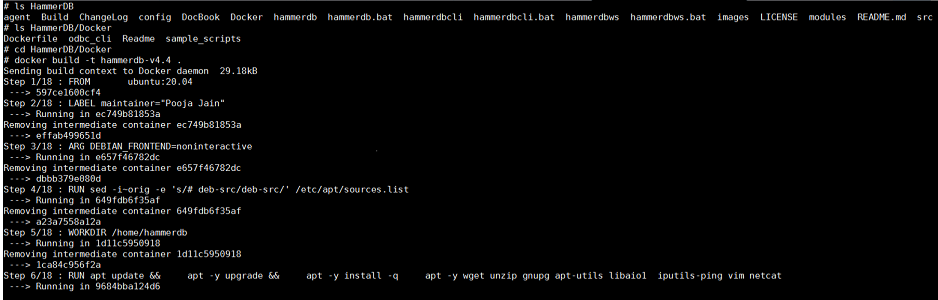 # ls HammerDB
agent  Build  ChangeLog  config  DocBook  Docker  hammerdb  hammerdb.bat  hammerdbcli  hammerdbcli.bat  hammerdbws  hammerdbws.bat  images  LICENSE  modules  README.md  src
# ls HammerDB/Docker
Dockerfile  odbc_cli  Readme  sample_scripts
# cd HammerDB/Docker
# docker build -t hammerdb-v4.4 .
Sending build context to Docker daemon  29.18kB
Step 1/18 : FROM       ubuntu:20.04
 ---> 597ce1600cf4
Step 2/18 : LABEL maintainer="Pooja Jain"
 ---> Running in ec749b81853a
Removing intermediate container ec749b81853a
 ---> effab499651d
Step 3/18 : ARG DEBIAN_FRONTEND=noninteractive
 ---> Running in e657f46782dc
Removing intermediate container e657f46782dc
 ---> dbbb379e080d
Step 4/18 : RUN sed -i~orig -e 's/# deb-src/deb-src/' /etc/apt/sources.list
 ---> Running in 649fdb6f35af
Removing intermediate container 649fdb6f35af
 ---> a23a7558a12a
Step 5/18 : WORKDIR /home/hammerdb
 ---> Running in 1d11c5950918
Removing intermediate container 1d11c5950918
 ---> 1ca84c956f2a
Step 6/18 : RUN apt update &&     apt -y upgrade &&     apt -y install -q     apt -y wget unzip gnupg apt-utils libaio1  iputils-ping vim netcat
 ---> Running in 9684bba124d6